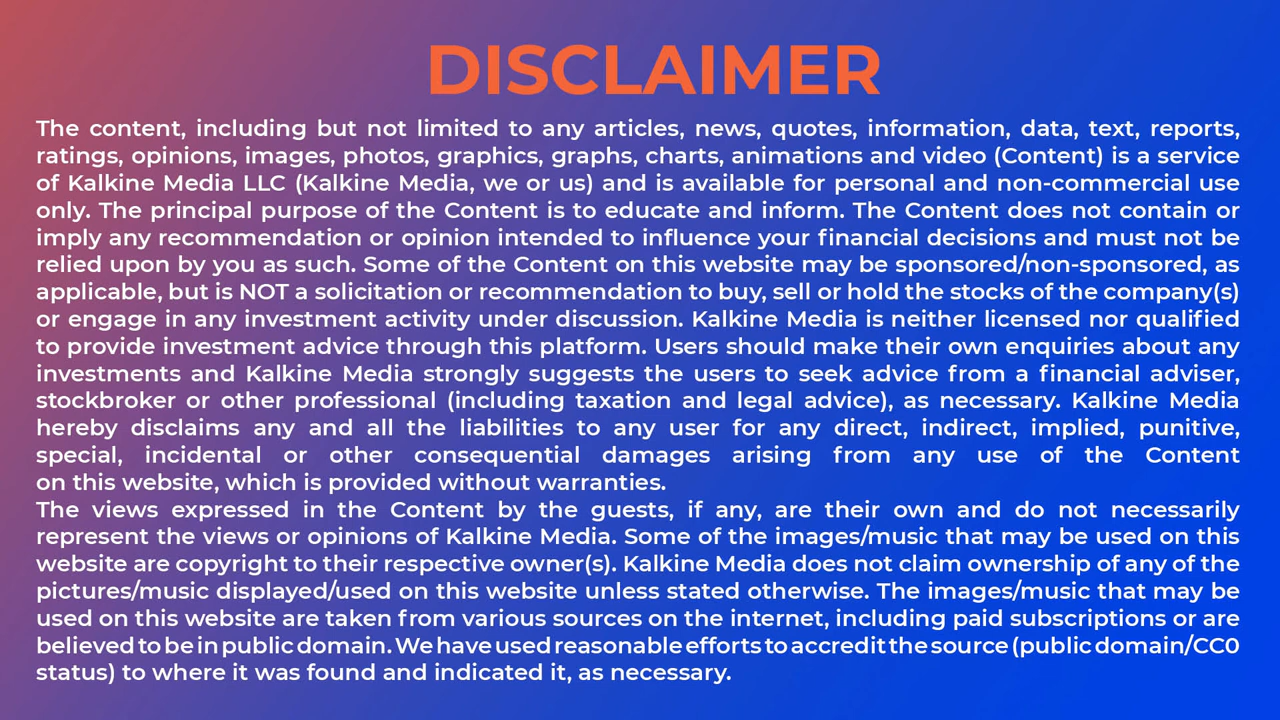 DISCLAIMER
The content, including but not limited to any articles, news, quotes, information, data, text, reports,
ratings, opinions, images, photos, graphics, graphs, charts, animations and video (Content) is a service
of Kalkine Media LLC (Kalkine Media, we or us) and is available for personal and non-commercial use
only. The principal purpose of the Content is to educate and inform. The Content does not contain or
imply any recommendation or opinion intended to influence your financial decisions and must not be
relied upon by you as such. Some of the Content on this website may be sponsored/non-sponsored, as
applicable, but is NOT a solicitation or recommendation to buy, sell or hold the stocks of the company(s)
or engage in any investment activity under discussion. Kalkine Media is neither licensed nor qualified
to provide investment advice through this platform. Users should make their own enquiries about any
investments and Kalkine Media strongly suggests the users to seek advice from a financial adviser,
stockbroker or other professional (including taxation and legal advice), as necessary. Kalkine Media
hereby disclaims any and all the liabilities to any user for any direct, indirect, implied, punitive,
special, incidental or other consequential damages arising from any use of the Content
on this website, which is provided without warranties.
The views expressed in the Content by the guests, if any, are their own and do not necessarily
represent the views or opinions of Kalkine Media. Some of the images/music that may be used on this
website are copyright to their respective owner(s). Kalkine Media does not claim ownership of any of the
pictures/music displayed/used on this website unless stated otherwise. The images/music that may be
used on this website are taken from various sources on the internet, including paid subscriptions or are
believed to be in public domain. We have used reasonable efforts to accredit the source (public domain/CC0
status) to where it was found and indicated it, as necessary.